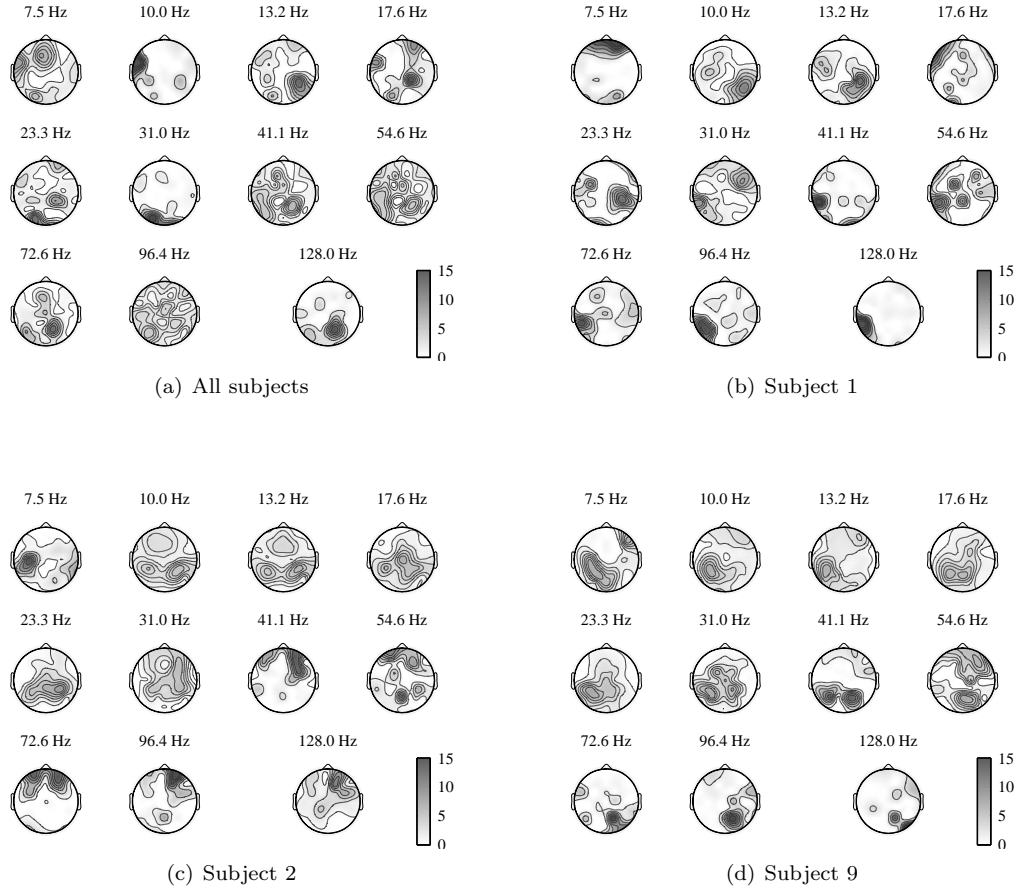 7.5 Hz 10.0 Hz 13.2 Hz 17.6 Hz
23.3 Hz 31.0 Hz 41.1 Hz 54.6 Hz
72.6 Hz 96.4 Hz 128.0 Hz
15
10
5
0
(a) All subjects
7.5 Hz 10.0 Hz 13.2 Hz 17.6 Hz
23.3 Hz 31.0 Hz 41.1 Hz 54.6 Hz
72.6 Hz 96.4 Hz 128.0 Hz
15
10
5
0
(b) Subject 1
7.5 Hz 10.0 Hz 13.2 Hz 17.6 Hz
23.3 Hz 31.0 Hz 41.1 Hz 54.6 Hz
72.6 Hz 96.4 Hz 128.0 Hz
15
10
5
0
(c) Subject 2
7.5 Hz 10.0 Hz 13.2 Hz 17.6 Hz
23.3 Hz 31.0 Hz 41.1 Hz 54.6 Hz
72.6 Hz 96.4 Hz 128.0 Hz
15
10
5
0
(d) Subject 9